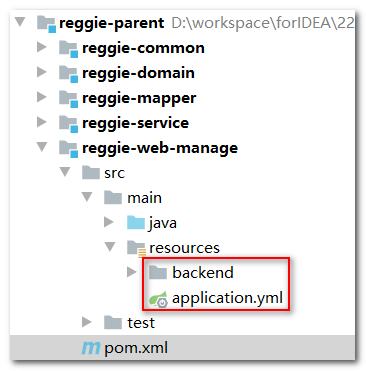 reggie-parent D:\workspace\forIDEA\22
reggie-common
reggie-domain
reggie-mapper
reggie-service
reggie-web-manage
src
main
java
resources
backend
application.yml
test
pom.xml